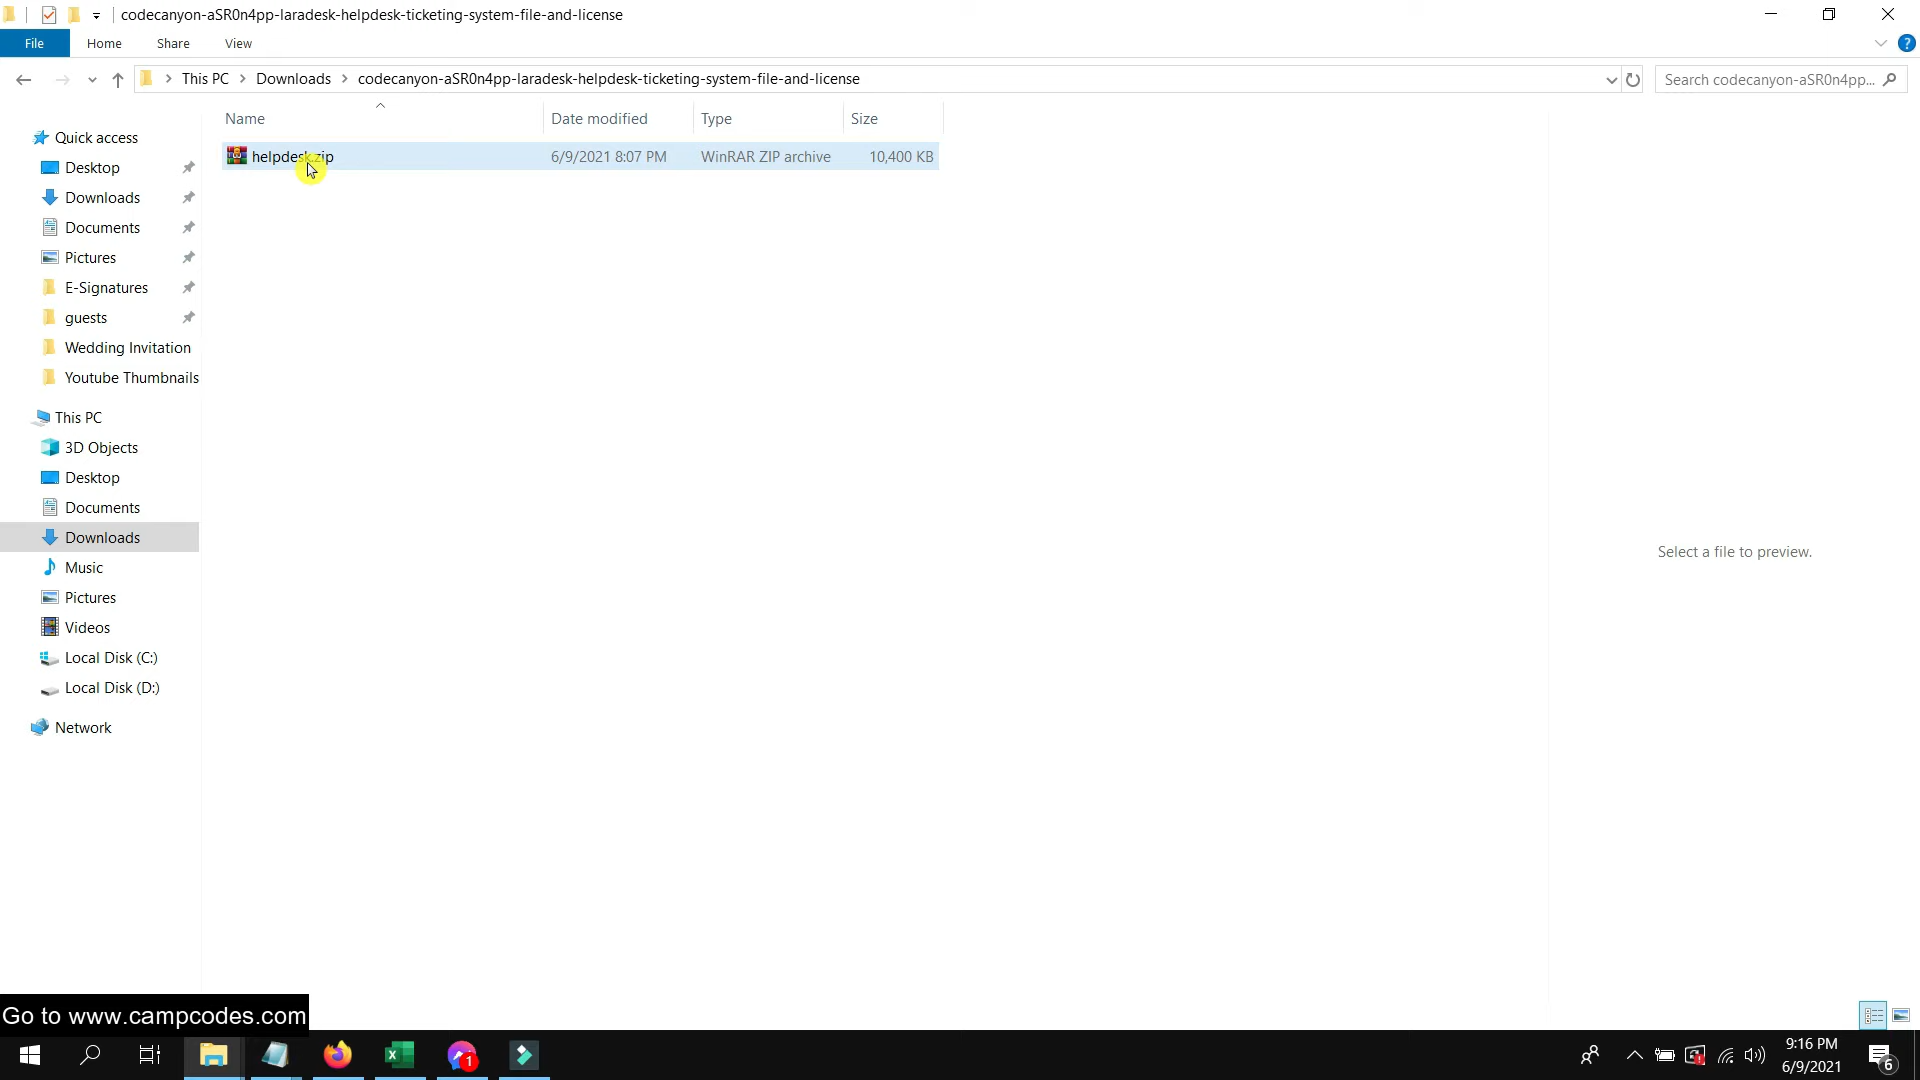 codecanyon-aSR0n4pp-laradesk-helpdesk-ticketing-system-file-and-license
File Home Share View
This PC Downloads codecanyon-aSR0n4pp-laradesk-helpdesk-ticketing-system-file-and-license
Search codecanyon-aSR0n4pp...
Name Date modified Type Size
helpdesk.zip 6/9/2021 8:07 PM WinRAR ZIP archive 10,400 KB
Quick access
Desktop
Downloads
Documents
Pictures
E-Signatures
guests
Wedding Invitation
Youtube Thumbnails
This PC
3D Objects
Desktop
Documents
Downloads
Music
Pictures
Videos
Local Disk (C:)
Local Disk (D:)
Network
Select a file to preview.
Go to www.campcodes.com
1
9:16 PM
6/9/2021
6